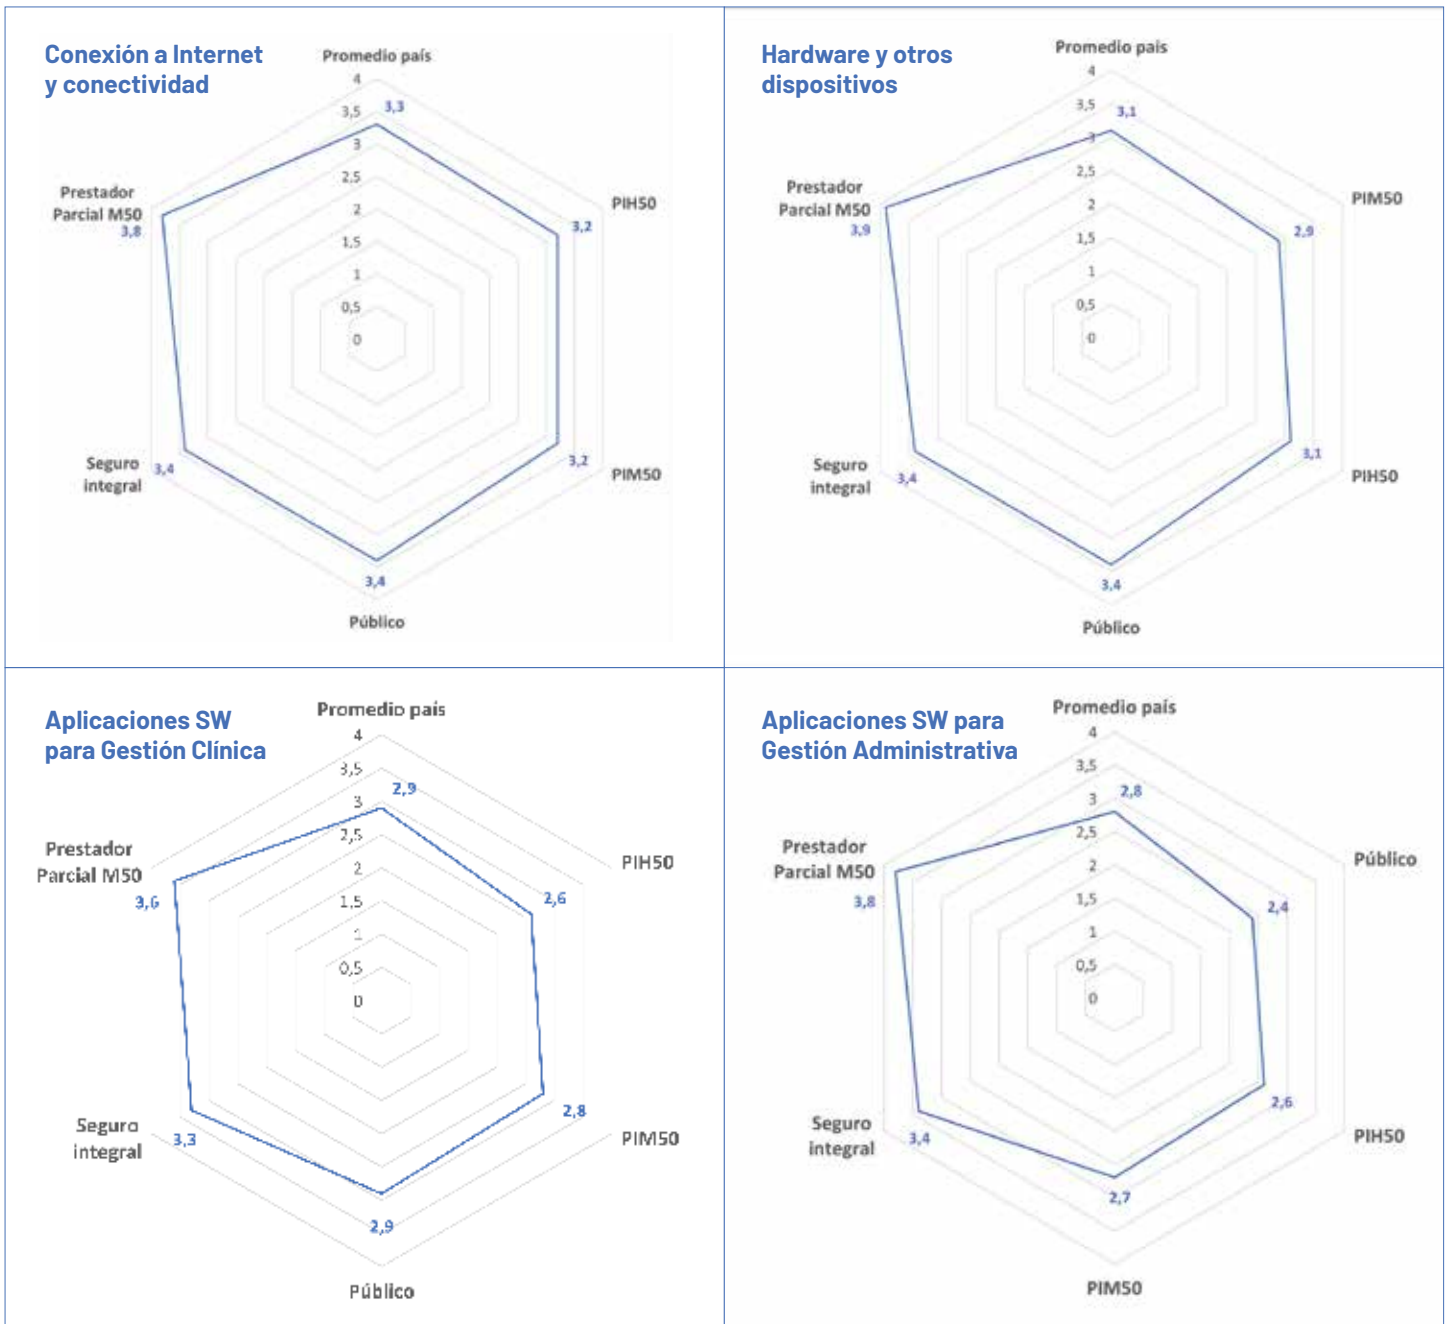 Conexión a Internet
y conectividad
Promedio país
4
3,3
3,5
3
2,5
2
1,5
1
0,5
0
Prestador
Parcial M50
3,8
PIH50
3,2
Seguro
integral
3,4
3,2
PIM50
3,4
Público
Hardware y otros
dispositivos
Promedio país
4
3,5
3,1
3
2,5
2
1,5
1
0,5
0
Prestador
Parcial M50
3,9
PIM50
2,9
Seguro
integral
3,4
3,1
PIH50
3,4
Público
Aplicaciones SW
para Gestión Clínica
Promedio país
4
3,5
2,9
3
2,5
2
1,5
1
0,5
0
Prestador
Parcial M50
3,6
PIH50
2,6
Seguro
integral
3,3
2,8
PIM50
2,9
Público
Aplicaciones SW para
Gestión Administrativa
Promedio país
4
3,5
2,8
3
2,5
2
1,5
1
0,5
0
Prestador
Parcial M50
3,8
Público
2,4
Seguro
integral
3,4
2,6
PIH50
2,7
PIM50